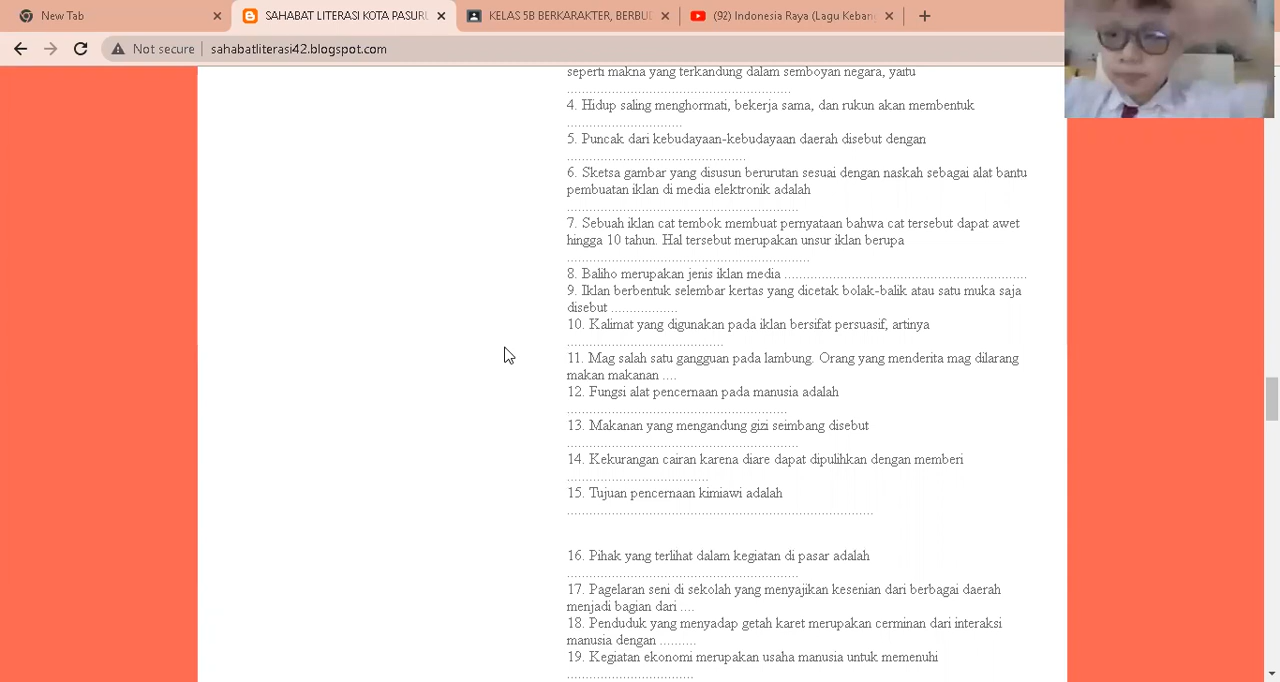 New Tab
SAHABAT LITERASI KOTA PASURU
KELAS 5B BERKARAKTER, BERBUD
(92) Indonesia Raya (Lagu Keban
Not secure | sahabatliterasi42.blogspot.com
seperti makna yang terkandung dalam semboyan negara, yaitu
............................................................
4. Hidup saling menghormati, bekerja sama, dan rukun akan membentuk
...............................
5. Puncak dari kebudayaan-kebudayaan daerah disebut dengan
................................................
6. Sketsa gambar yang disusun berurutan sesuai dengan naskah sebagai alat bantu
pembuatan iklan di media elektronik adalah
..............................................................
7. Sebuah iklan cat tembok membuat pernyataan bahwa cat tersebut dapat awet
hingga 10 tahun. Hal tersebut merupakan unsur iklan berupa
.................................................................
8. Baliho merupakan jenis iklan media .................................................................
9. Iklan berbentuk selembar kertas yang dicetak bolak-balik atau satu muka saja
disebut ..................
10. Kalimat yang digunakan pada iklan bersifat persuasif, artinya
..........................................
11. Mag salah satu gangguan pada lambung. Orang yang menderita mag dilarang
makan makanan ....
12. Fungsi alat pencernaan pada manusia adalah
...........................................................
13. Makanan yang mengandung gizi seimbang disebut
..............................................................
14. Kekurangan cairan karena diare dapat dipulihkan dengan memberi
......................................
15. Tujuan pencernaan kimiawi adalah
..................................................................................
16. Pihak yang terlihat dalam kegiatan di pasar adalah
..............................................................
17. Pagelaran seni di sekolah yang menyajikan kesenian dari berbagai daerah
menjadi bagian dari ....
18. Penduduk yang menyadap getah karet merupakan cerminan dari interaksi
manusia dengan ..........
19. Kegiatan ekonomi merupakan usaha manusia untuk memenuhi
..................................